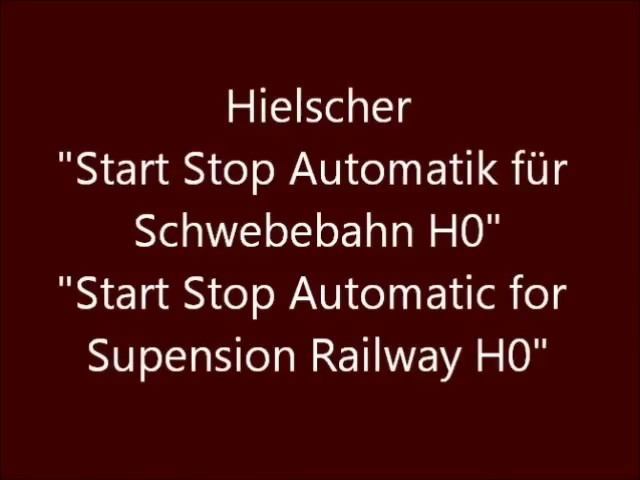 Hielscher
"Start Stop Automatik für
Schwebebahn H0"
"Start Stop Automatic for
Supension Railway H0"